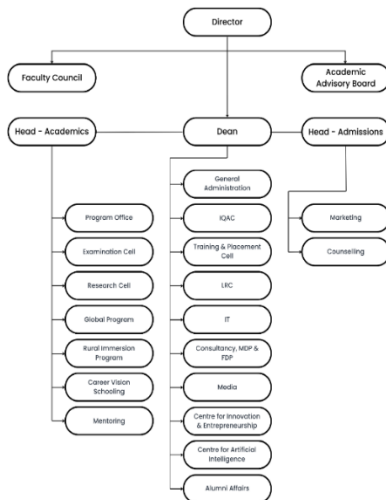 Director
Faculty Council
Academic
Advisory Board
Head - Academics
Dean
Head - Admissions
General
Administration
Program Office
IQAC
Marketing
Examination Cell
Training & Placement
Cell
Counselling
Research Cell
LRC
Global Program
IT
Rural Immersion
Program
Consultancy, MDP &
FDP
Career Vision
Schooling
Media
Mentoring
Centre for Innovation
& Entrepreneurship
Centre for Artificial
Intelligence
Alumni Affairs